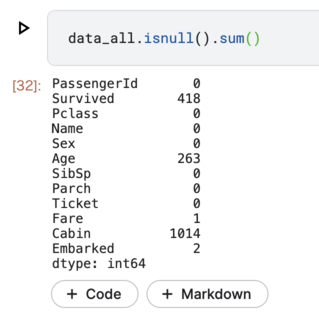 data_all.isnull().sum()
[32]:
PassengerId 0
Survived 418
Pclass 0
Name 0
Sex 0
Age 263
SibSp 0
Parch 0
Ticket 0
Fare 1
Cabin 1014
Embarked 2
dtype: int64
+ Code + Markdown